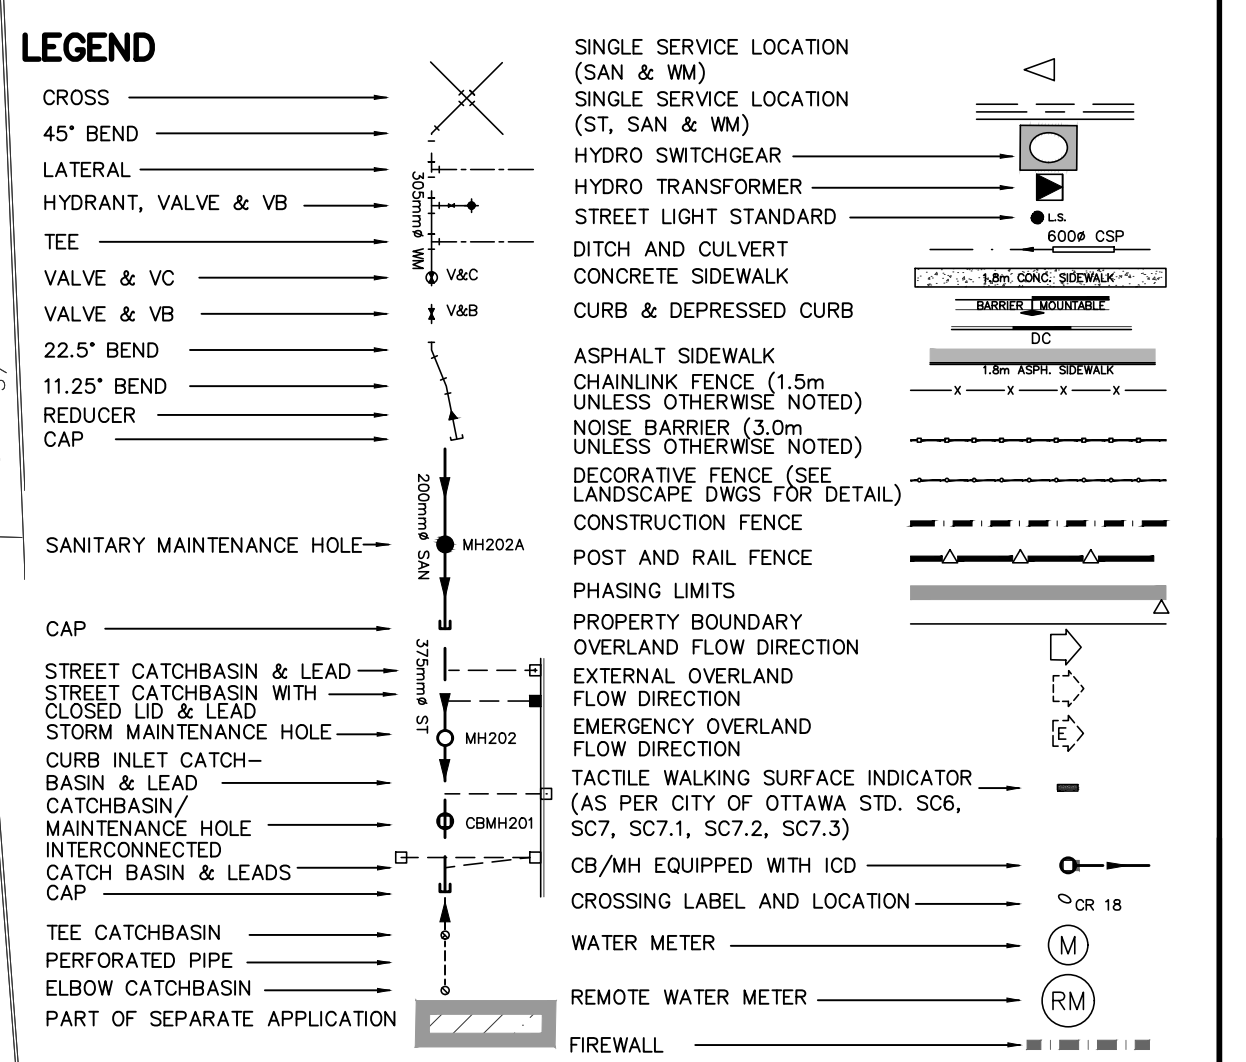 LEGEND
CROSS
45° BEND
LATERAL
HYDRANT, VALVE & VB
TEE
VALVE & VC
VALVE & VB
22.5° BEND
11.25° BEND
REDUCER
CAP
SANITARY MAINTENANCE HOLE
CAP
STREET CATCHBASIN & LEAD
STREET CATCHBASIN WITH
CLOSED LID & LEAD
STORM MAINTENANCE HOLE
CURB INLET CATCH-
BASIN & LEAD
CATCHBASIN/
MAINTENANCE HOLE
INTERCONNECTED
CATCH BASIN & LEADS
CAP
TEE CATCHBASIN
PERFORATED PIPE
ELBOW CATCHBASIN
PART OF SEPARATE APPLICATION
305mmø WM
V&C
V&B
200mmø SAN
MH202A
375mmø ST
MH202
CBMH201
SINGLE SERVICE LOCATION
(SAN & WM)
SINGLE SERVICE LOCATION
(ST, SAN & WM)
HYDRO SWITCHGEAR
HYDRO TRANSFORMER
STREET LIGHT STANDARD
L.S.
DITCH AND CULVERT
600ø CSP
CONCRETE SIDEWALK
1.8m CONC. SIDEWALK
CURB & DEPRESSED CURB
BARRIER MOUNTABLE
DC
ASPHALT SIDEWALK
1.8m ASPH. SIDEWALK
CHAINLINK FENCE (1.5m
UNLESS OTHERWISE NOTED)
X X X X
NOISE BARRIER (3.0m
UNLESS OTHERWISE NOTED)
DECORATIVE FENCE (SEE
LANDSCAPE DWGS FOR DETAIL)
CONSTRUCTION FENCE
POST AND RAIL FENCE
PHASING LIMITS
PROPERTY BOUNDARY
OVERLAND FLOW DIRECTION
EXTERNAL OVERLAND
FLOW DIRECTION
EMERGENCY OVERLAND
FLOW DIRECTION
E
TACTILE WALKING SURFACE INDICATOR
(AS PER CITY OF OTTAWA STD. SC6,
SC7, SC7.1, SC7.2, SC7.3)
CB/MH EQUIPPED WITH ICD
CROSSING LABEL AND LOCATION
CR 18
WATER METER
M
REMOTE WATER METER
RM
FIREWALL